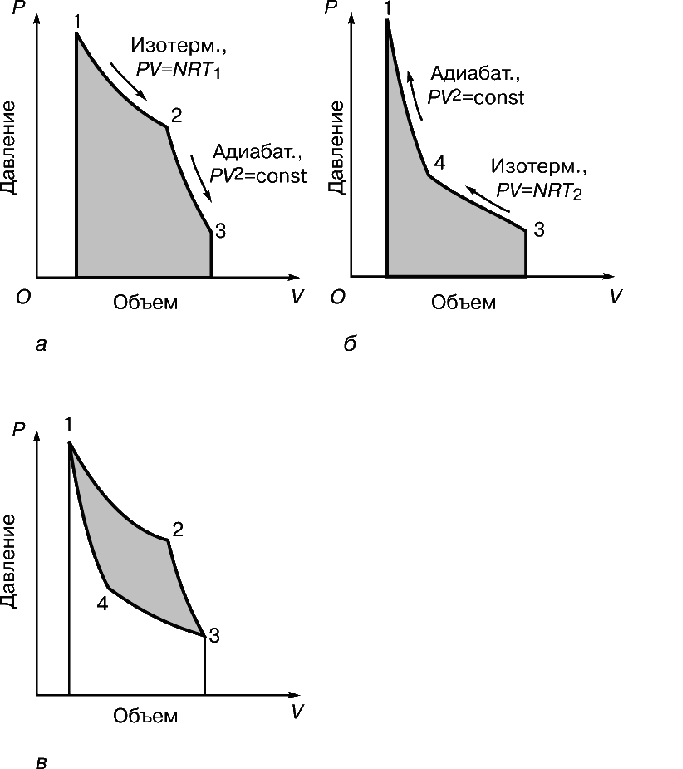 P
1
Изотерм.,
PV=NRT1
2
Адиабат.,
PV2=const
3
Давление
O
Объем
V
а
P
1
Адиабат.,
PV2=const
4
Изотерм.,
PV=NRT2
3
Давление
O
Объем
V
б
P
1
2
4
3
Давление
Объем
V
в